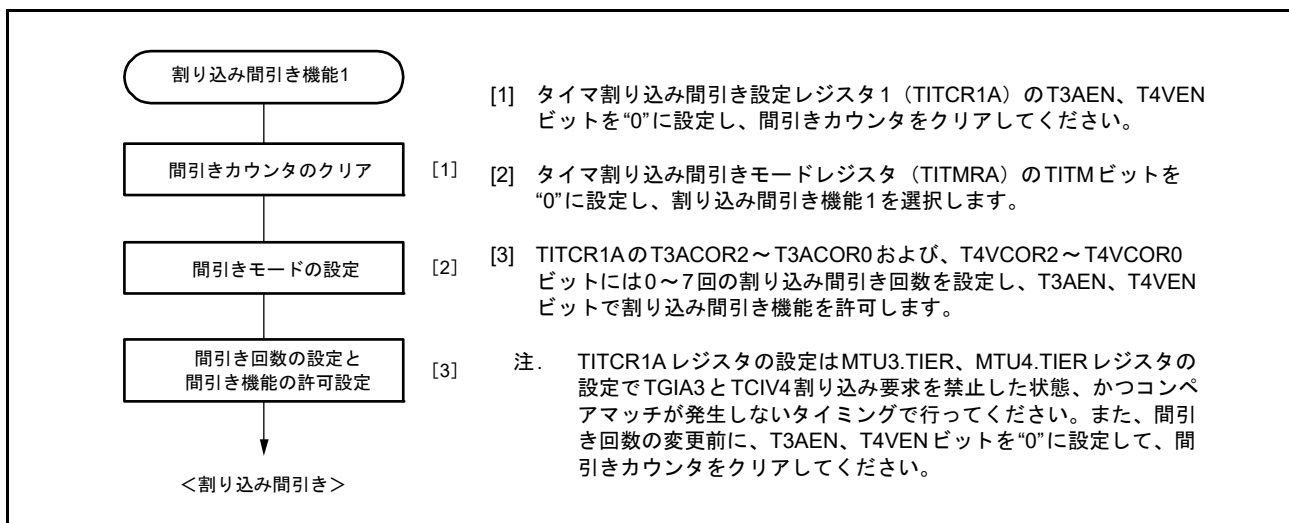 割り込み間引き機能1
間引きカウンタのクリア [1]
間引きモードの設定 [2]
間引き回数の設定と
間引き機能の許可設定 [3]
＜割り込み間引き＞
[1] タイマ割り込み間引き設定レジスタ1（TITCR1A）のT3AEN、T4VEN
ビットを“0”に設定し、間引きカウンタをクリアしてください。
[2] タイマ割り込み間引きモードレジスタ（TITMRA）のTITMビットを
“0”に設定し、割り込み間引き機能1を選択します。
[3] TITCR1AのT3ACOR2～T3ACOR0および、T4VCOR2～T4VCOR0
ビットには0～7回の割り込み間引き回数を設定し、T3AEN、T4VEN
ビットで割り込み間引き機能を許可します。
注. TITCR1Aレジスタの設定はMTU3.TIER、MTU4.TIERレジスタの
設定でTGIA3とTCIV4割り込み要求を禁止した状態、かつコンペ
アマッチが発生しないタイミングで行ってください。また、間引
き回数の変更前に、T3AEN、T4VENビットを“0”に設定して、間
引きカウンタをクリアしてください。